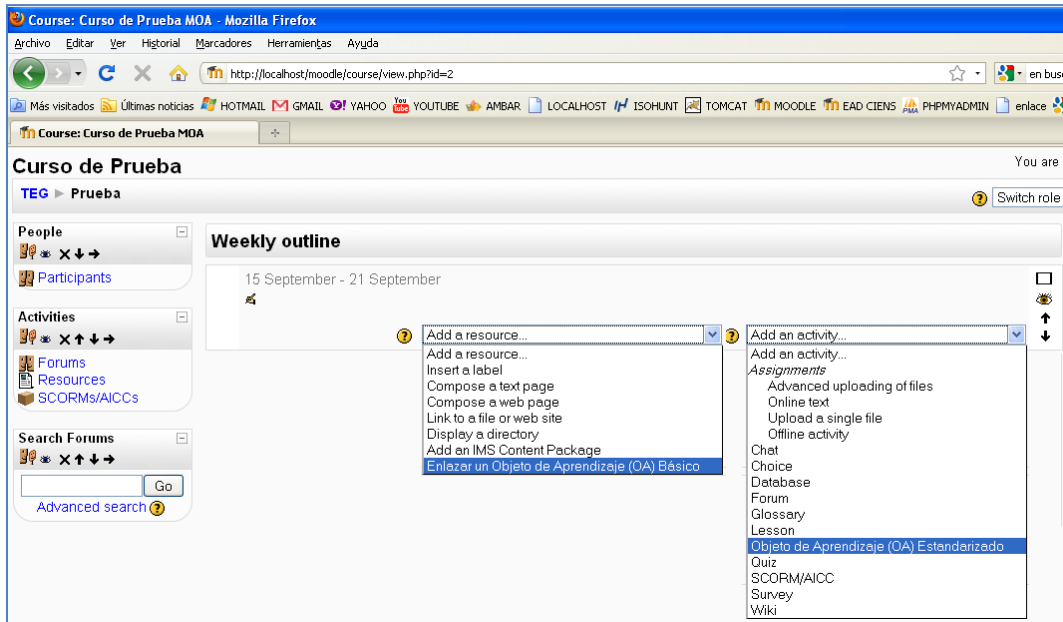 Course: Curso de Prueba MOA - Mozilla Firefox
Archivo Editar Ver Historial Marcadores Herramientas Ayuda
http://localhost/moodle/course/view.php?id=2 en bus
Más visitados Últimas noticias HOTMAIL GMAIL YAHOO YOUTUBE AMBAR LOCALHOST ISOHUNT TOMCAT MOODLE EAD CIENS PHPMYADMIN enlace
Course: Curso de Prueba MOA
Curso de Prueba You are
TEG ► Prueba Switch role
People
Participants
Activities
Forums
Resources
SCORMs/AICCs
Search Forums
Go
Advanced search
Weekly outline
15 September - 21 September
Add a resource...
Add a resource...
Insert a label
Compose a text page
Compose a web page
Link to a file or web site
Display a directory
Add an IMS Content Package
Enlazar un Objeto de Aprendizaje (OA) Básico
Add an activity...
Add an activity...
Assignments
Advanced uploading of files
Online text
Upload a single file
Offline activity
Chat
Choice
Database
Forum
Glossary
Lesson
Objeto de Aprendizaje (OA) Estandarizado
Quiz
SCORM/AICC
Survey
Wiki